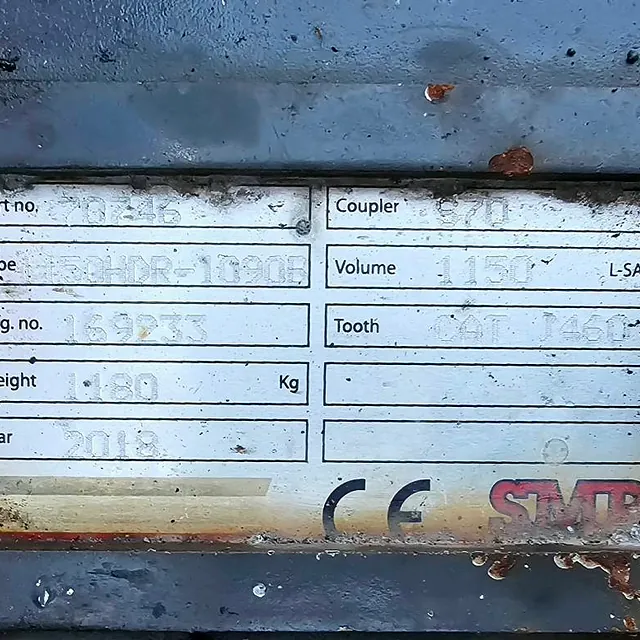 rt no. 70746
Coupler S70
pe 150HDR-1090B
Volume 1150 L-SA
g. no. 169233
Tooth CAT J460
eight 1180 Kg
ar 2018
CE SMP